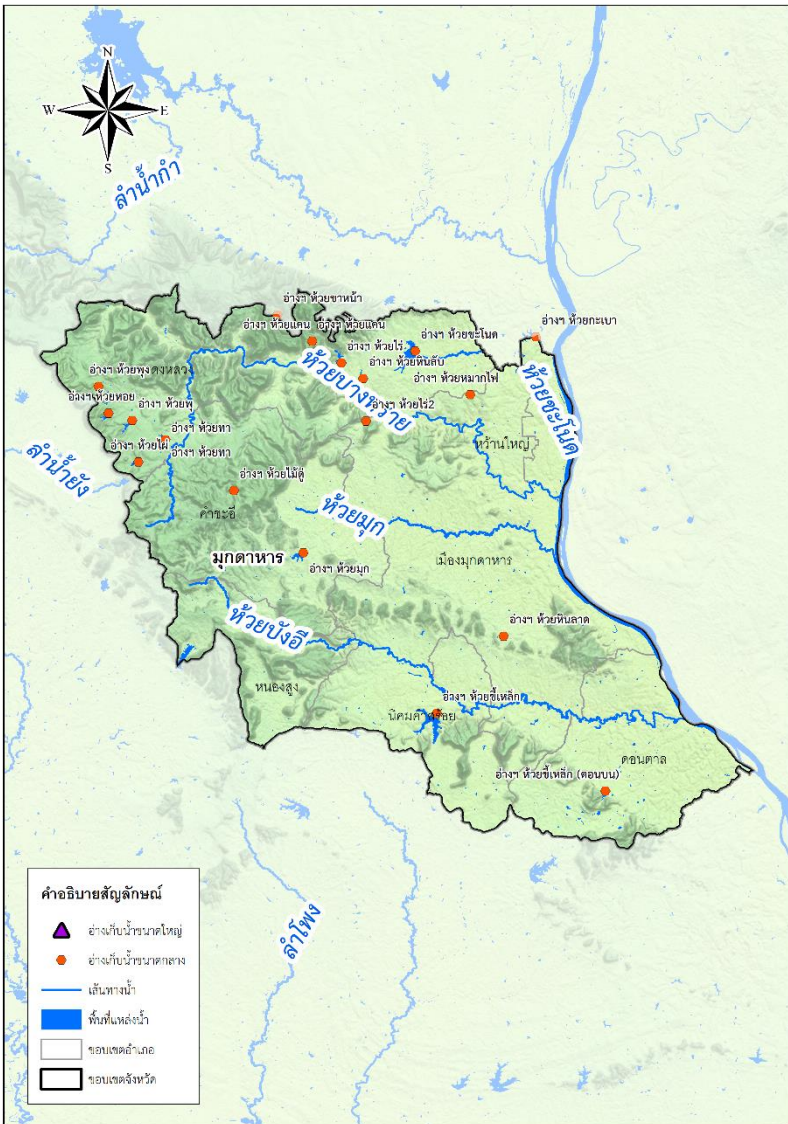 N
W
E
S
ลำน้ำก่ำ
อ่างฯ ห้วยขาหน้า
อ่างฯ ห้วยกะเบา
อ่างฯ ห้วยแคน
อ่างฯ ห้วยแคน
อ่างฯ ห้วยชะโนด
อ่างฯ ห้วยไร่
อ่างฯ ห้วยหินลับ
อ่างฯ ห้วยพุง
ดงหลวง
ห้วยบางทราย
อ่างฯ ห้วยหมากไฟ
ห้วยชะโนด
อ่างฯ ห้วยหอย
อ่างฯ ห้วยพุ
อ่างฯ ห้วยไร่2
อ่างฯ ห้วยทา
หว้านใหญ่
อ่างฯ ห้วยไผ่
อ่างฯ ห้วยทา
ลำน้ำยัง
อ่างฯ ห้วยไม้ตู่
คำชะอี
ห้วยมุก
มุกดาหาร
อ่างฯ ห้วยมุก
เมืองมุกดาหาร
ห้วยบังอี
อ่างฯ ห้วยหินลาด
หนองสูง
อ่างฯ ห้วยขี้เหล็ก
นิคมคำสร้อย
ดอนตาล
อ่างฯ ห้วยขี้เหล็ก (ตอนบน)
ลำโพง
คำอธิบายสัญลักษณ์
อ่างเก็บน้ำขนาดใหญ่
อ่างเก็บน้ำขนาดกลาง
เส้นทางน้ำ
พื้นที่แหล่งน้ำ
ขอบเขตอำเภอ
ขอบเขตจังหวัด